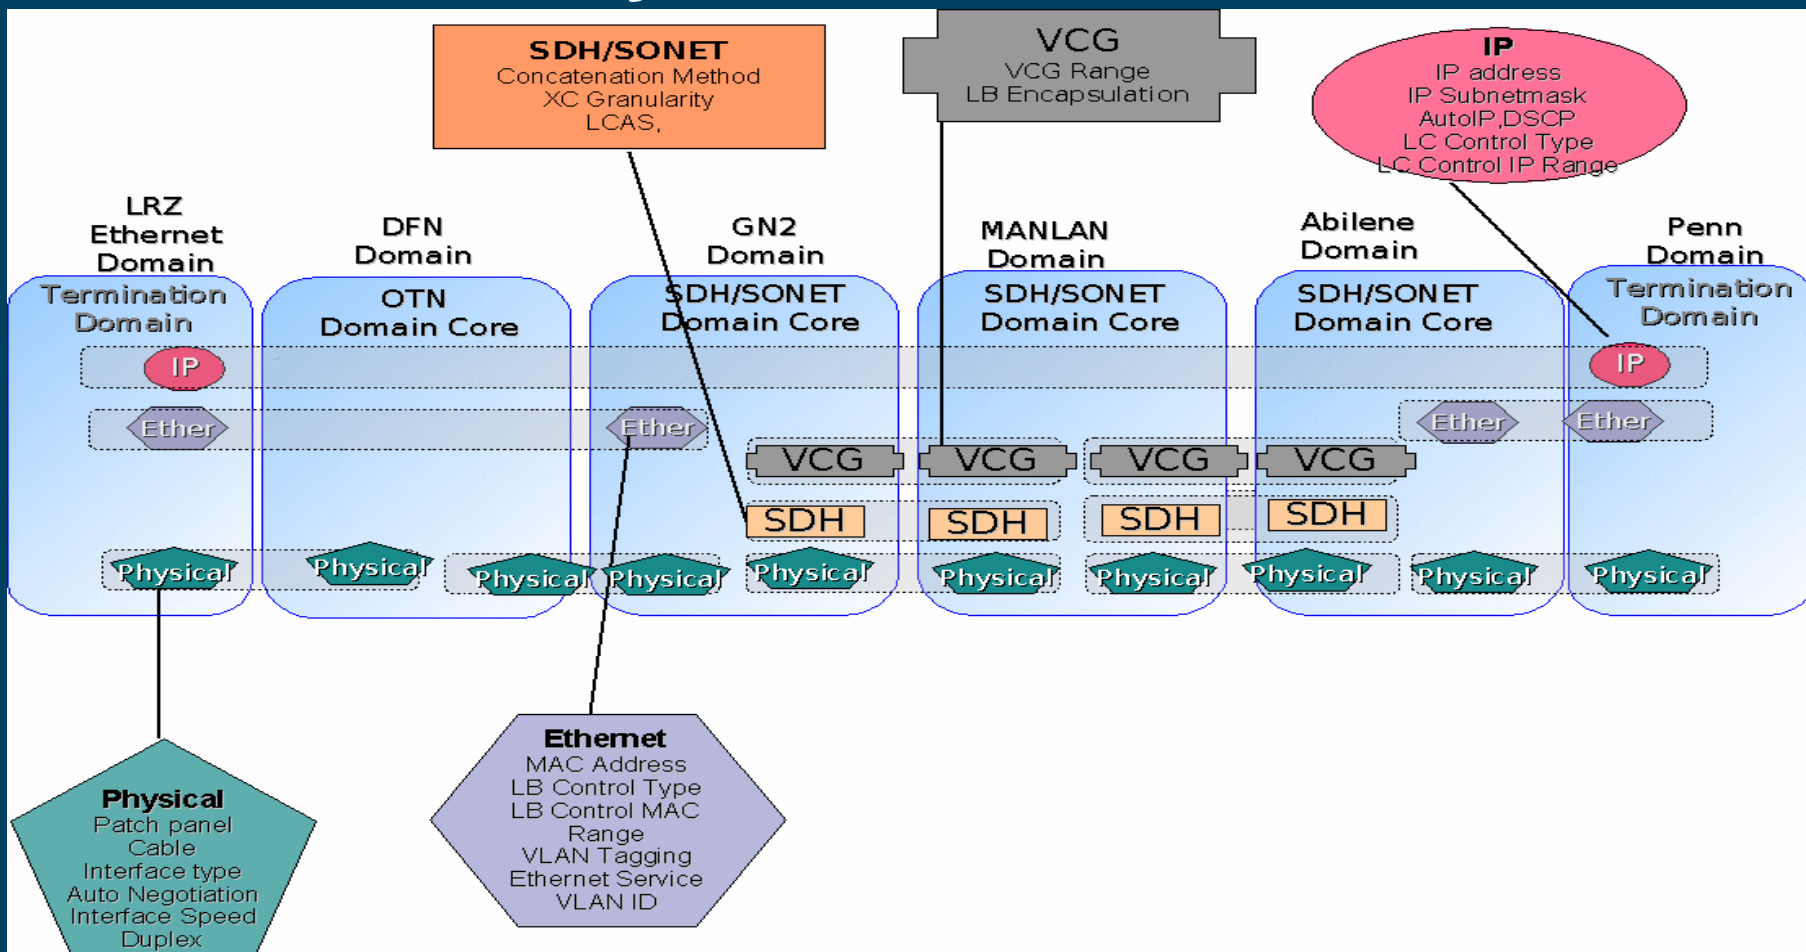 SDH/SONET
Concatenation Method
XC Granularity
LCAS,
VCG
VCG Range
LB Encapsulation
IP
IP address
IP Subnetmask
AutoIP,DSCP
LC Control Type
LC Control IP Range
LRZ
Ethernet
Domain
DFN
Domain
GN2
Domain
MANLAN
Domain
Abilene
Domain
Penn
Domain
Termination
Domain
OTN
Domain Core
SDH/SONET
Domain Core
SDH/SONET
Domain Core
SDH/SONET
Domain Core
Termination
Domain
IP
IP
Ether
Ether
Ether
Ether
VCG
VCG
VCG
VCG
SDH
SDH
SDH
SDH
Physical
Physical
Physical
Physical
Physical
Physical
Physical
Physical
Physical
Physical
Ethernet
MAC Address
LB Control Type
LB Control MAC
Range
VLAN Tagging
Ethernet Service
VLAN ID
Physical
Patch panel
Cable
Interface type
Auto Negotiation
Interface Speed
Duplex